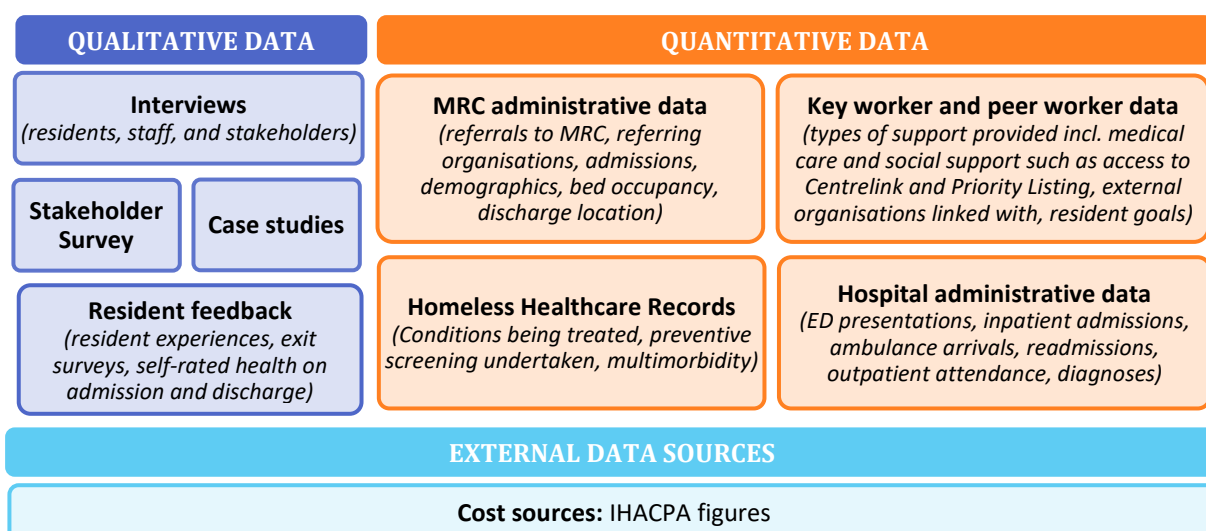 QUALITATIVE DATA
Interviews
(residents, staff, and stakeholders)
Stakeholder
Survey
Case studies
Resident feedback
(resident experiences, exit
surveys, self-rated health on
admission and discharge)
QUANTITATIVE DATA
MRC administrative data
(referrals to MRC, referring
organisations, admissions,
demographics, bed occupancy,
discharge location)
Key worker and peer worker data
(types of support provided incl. medical
care and social support such as access to
Centrelink and Priority Listing, external
organisations linked with, resident goals)
Homeless Healthcare Records
(Conditions being treated, preventive
screening undertaken, multimorbidity)
Hospital administrative data
(ED presentations, inpatient admissions,
ambulance arrivals, readmissions,
outpatient attendance, diagnoses)
EXTERNAL DATA SOURCES
Cost sources: IHACPA figures